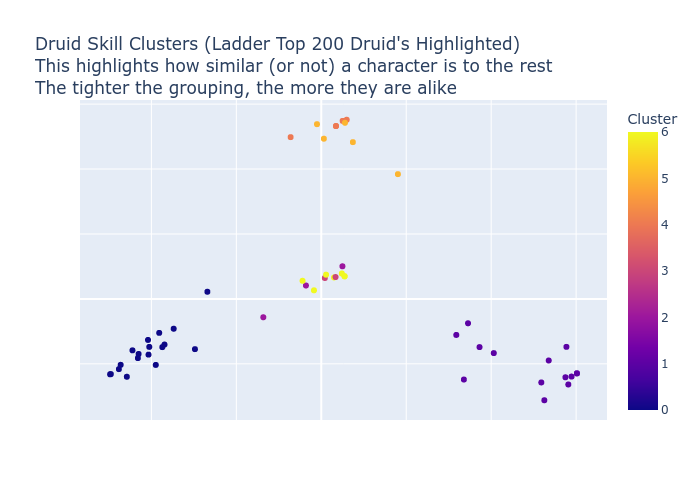 Druid Skill Clusters (Ladder Top 200 Druid's Highlighted)
This highlights how similar (or not) a character is to the rest
The tighter the grouping, the more they are alike
Cluster
6
5
4
3
2
1
0